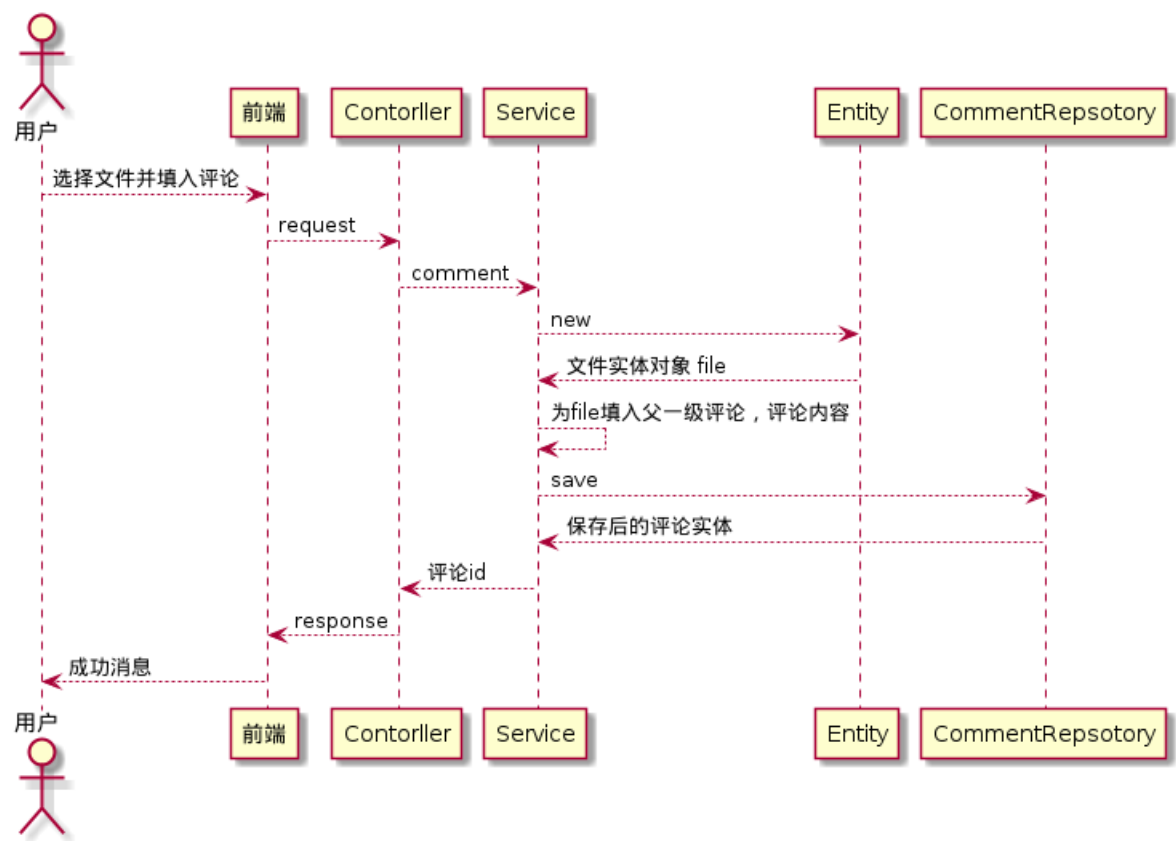 用户
前端
Contorller
Service
Entity
CommentRepsotory
选择文件并填入评论
request
comment
new
文件实体对象 file
为file填入父一级评论，评论内容
save
保存后的评论实体
评论id
response
成功消息
用户
前端
Contorller
Service
Entity
CommentRepsotory